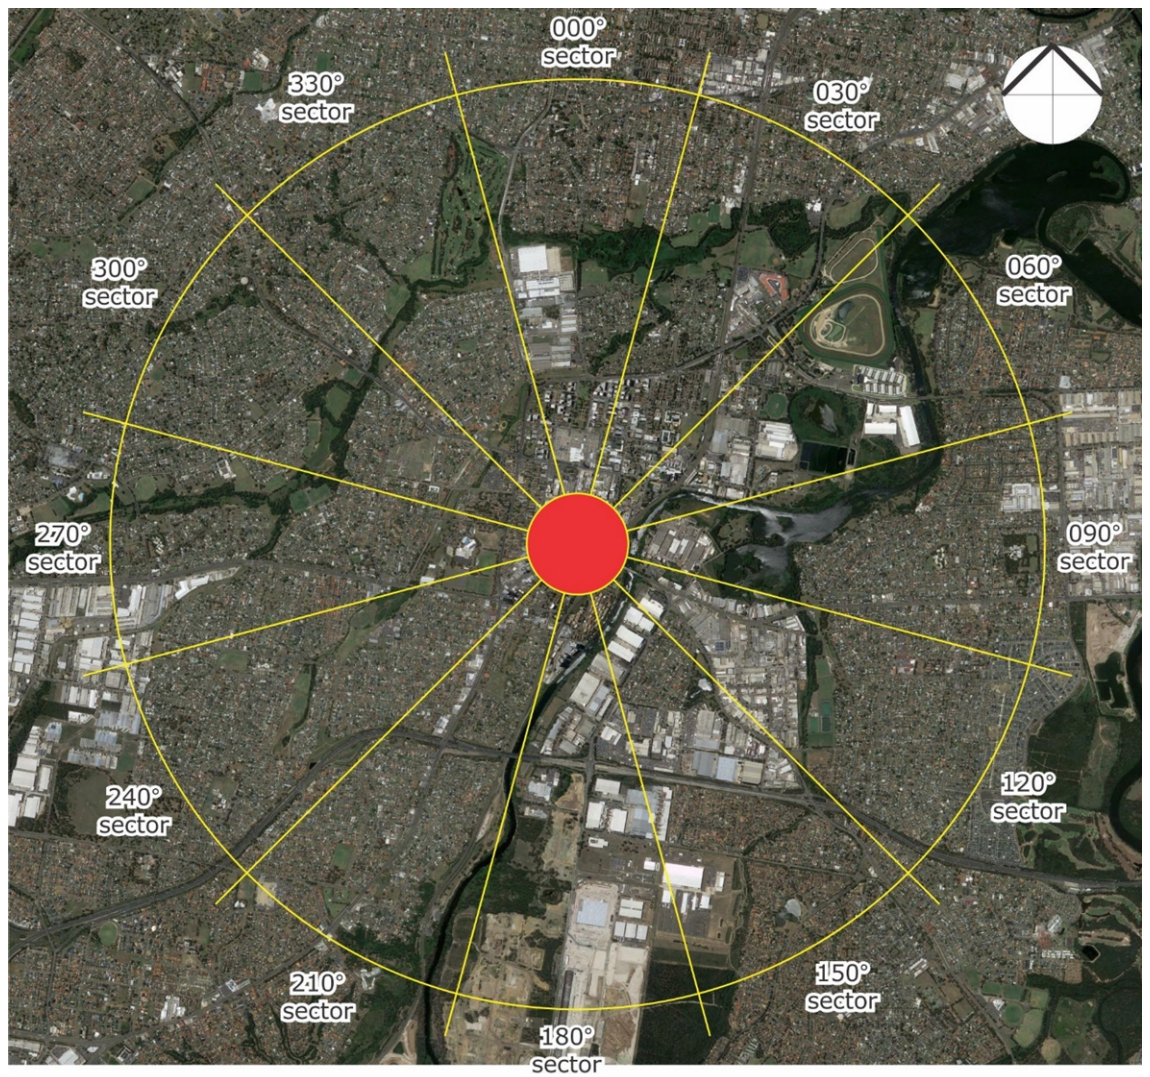 000°
sector
030°
sector
060°
sector
090°
sector
120°
sector
150°
sector
180°
sector
210°
sector
240°
sector
270°
sector
300°
sector
330°
sector